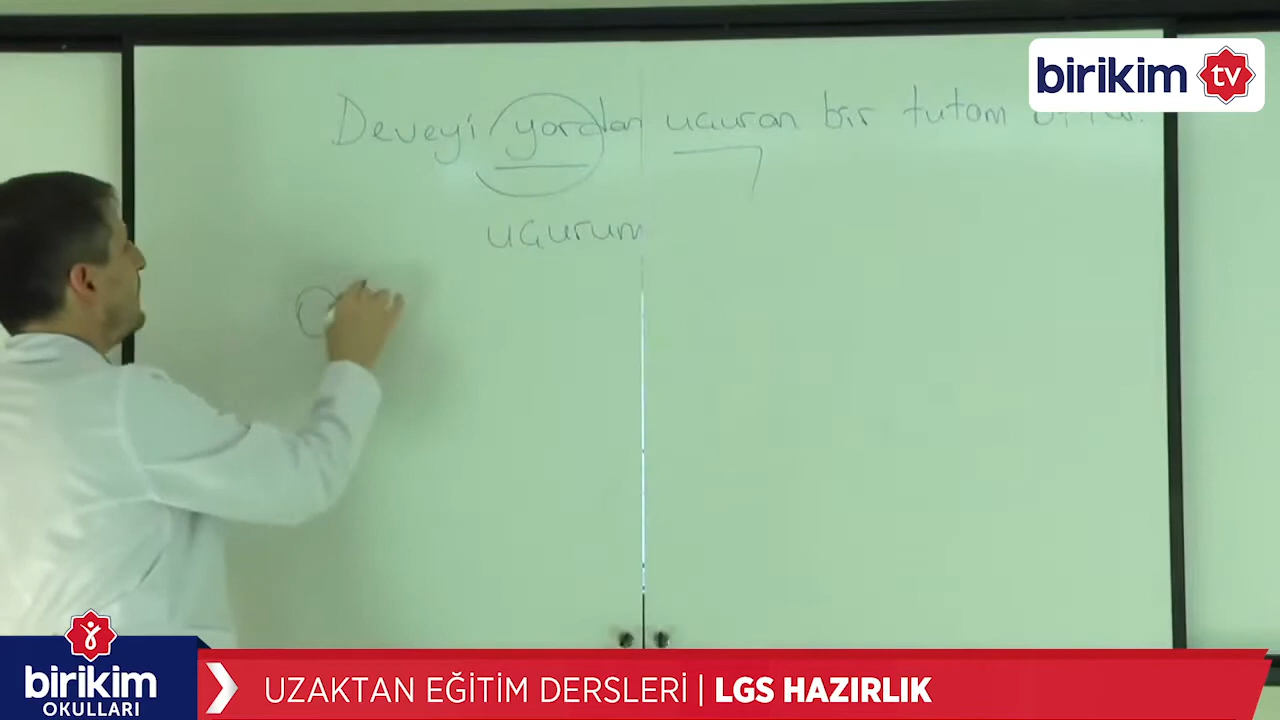 birikim tv
Deveyi yardan uçuran bir tutam
uçurum
birikim
OKULLARI
UZAKTAN EĞİTİM DERSLERİ | LGS HAZIRLIK